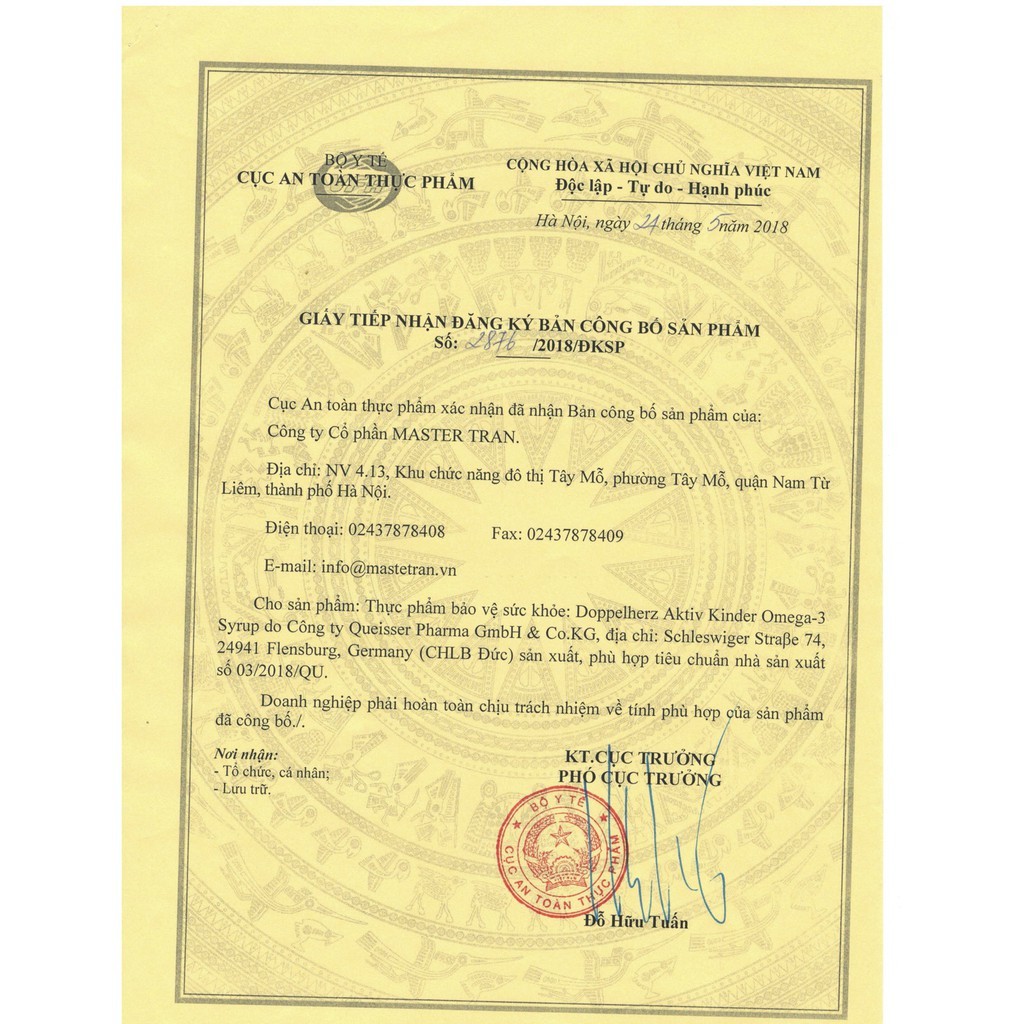 BỘ Y TẾ
CỤC AN TOÀN THỰC PHẨM
CỘNG HÒA XÃ HỘI CHỦ NGHĨA VIỆT NAM
Độc lập - Tự do - Hạnh phúc
Hà Nội, ngày 24 tháng 5 năm 2018
GIẤY TIẾP NHẬN ĐĂNG KÝ BẢN CÔNG BỐ SẢN PHẨM
Số: 2876 /2018/ĐKSP
Cục An toàn thực phẩm xác nhận đã nhận Bản công bố sản phẩm của:
Công ty Cổ phần MASTER TRAN.
Địa chỉ: NV 4.13, Khu chức năng đô thị Tây Mỗ, phường Tây Mỗ, quận Nam Từ
Liêm, thành phố Hà Nội.
Điện thoại: 02437878408 Fax: 02437878409
E-mail: info@mastetran.vn
Cho sản phẩm: Thực phẩm bảo vệ sức khỏe: Doppelherz Aktiv Kinder Omega-3
Syrup do Công ty Queisser Pharma GmbH & Co.KG, địa chỉ: Schleswiger Straβe 74,
24941 Flensburg, Germany (CHLB Đức) sản xuất, phù hợp tiêu chuẩn nhà sản xuất
số 03/2018/QU.
Doanh nghiệp phải hoàn toàn chịu trách nhiệm về tính phù hợp của sản phẩm
đã công bố./.
Nơi nhận:
- Tổ chức, cá nhân;
- Lưu trữ.
KT.CỤC TRƯỞNG
PHÓ CỤC TRƯỞNG
BỘ Y TẾ
CỤC AN TOÀN THỰC PHẨM
Đỗ Hữu Tuấn